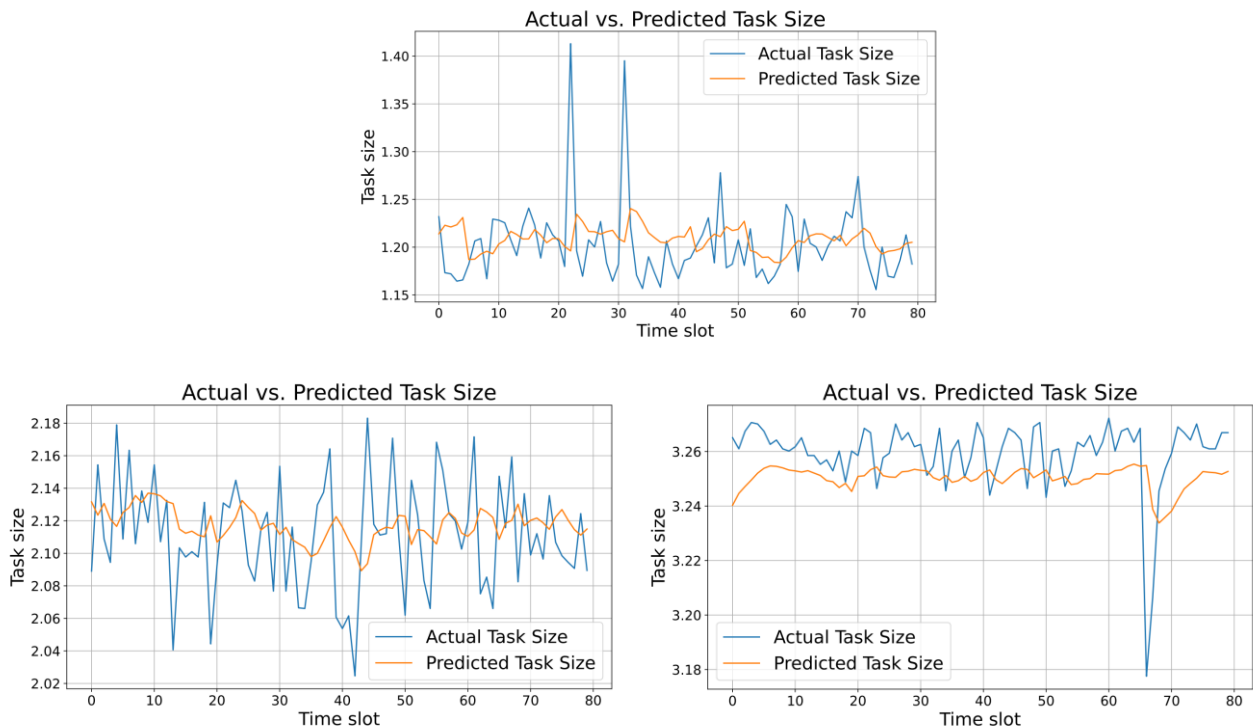 Actual vs. Predicted Task Size
1.40
1.35
1.30
1.25
1.20
1.15
Task size
Actual Task Size
Predicted Task Size
0 10 20 30 40 50 60 70 80
Time slot
Actual vs. Predicted Task Size
2.18
2.16
2.14
2.12
2.10
2.08
2.06
2.04
2.02
Task size
Actual Task Size
Predicted Task Size
0 10 20 30 40 50 60 70 80
Time slot
Actual vs. Predicted Task Size
3.26
3.24
3.22
3.20
3.18
Task size
Actual Task Size
Predicted Task Size
0 10 20 30 40 50 60 70 80
Time slot